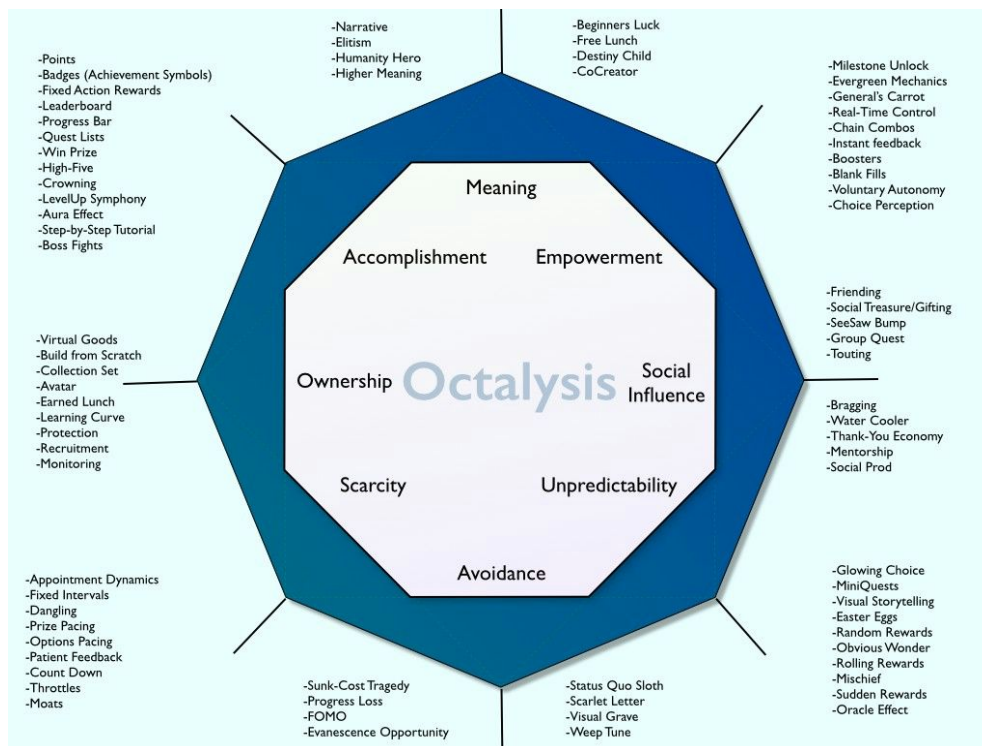 -Narrative
-Elitism
-Humanity Hero
-Higher Meaning
-Beginners Luck
-Free Lunch
-Destiny Child
-CoCreator
-Points
-Badges (Achievement Symbols)
-Fixed Action Rewards
-Leaderboard
-Progress Bar
-Quest Lists
-Win Prize
-High-Five
-Crowning
-LevelUp Symphony
-Aura Effect
-Step-by-Step Tutorial
-Boss Fights
-Milestone Unlock
-Evergreen Mechanics
-General's Carrot
-Real-Time Control
-Chain Combos
-Instant feedback
-Boosters
-Blank Fills
-Voluntary Autonomy
-Choice Perception
Meaning
Accomplishment
Empowerment
-Virtual Goods
-Build from Scratch
-Collection Set
-Avatar
-Earned Lunch
-Learning Curve
-Protection
-Recruitment
-Monitoring
Ownership
Octalysis
Social
Influence
-Friending
-Social Treasure/Gifting
-SeeSaw Bump
-Group Quest
-Touting
-Bragging
-Water Cooler
-Thank-You Economy
-Mentorship
-Social Prod
Scarcity
Unpredictability
Avoidance
-Appointment Dynamics
-Fixed Intervals
-Dangling
-Prize Pacing
-Options Pacing
-Patient Feedback
-Count Down
-Throttles
-Moats
-Sunk-Cost Tragedy
-Progress Loss
-FOMO
-Evanescence Opportunity
-Status Quo Sloth
-Scarlet Letter
-Visual Grave
-Weep Tune
-Glowing Choice
-MiniQuests
-Visual Storytelling
-Easter Eggs
-Random Rewards
-Obvious Wonder
-Rolling Rewards
-Mischief
-Sudden Rewards
-Oracle Effect